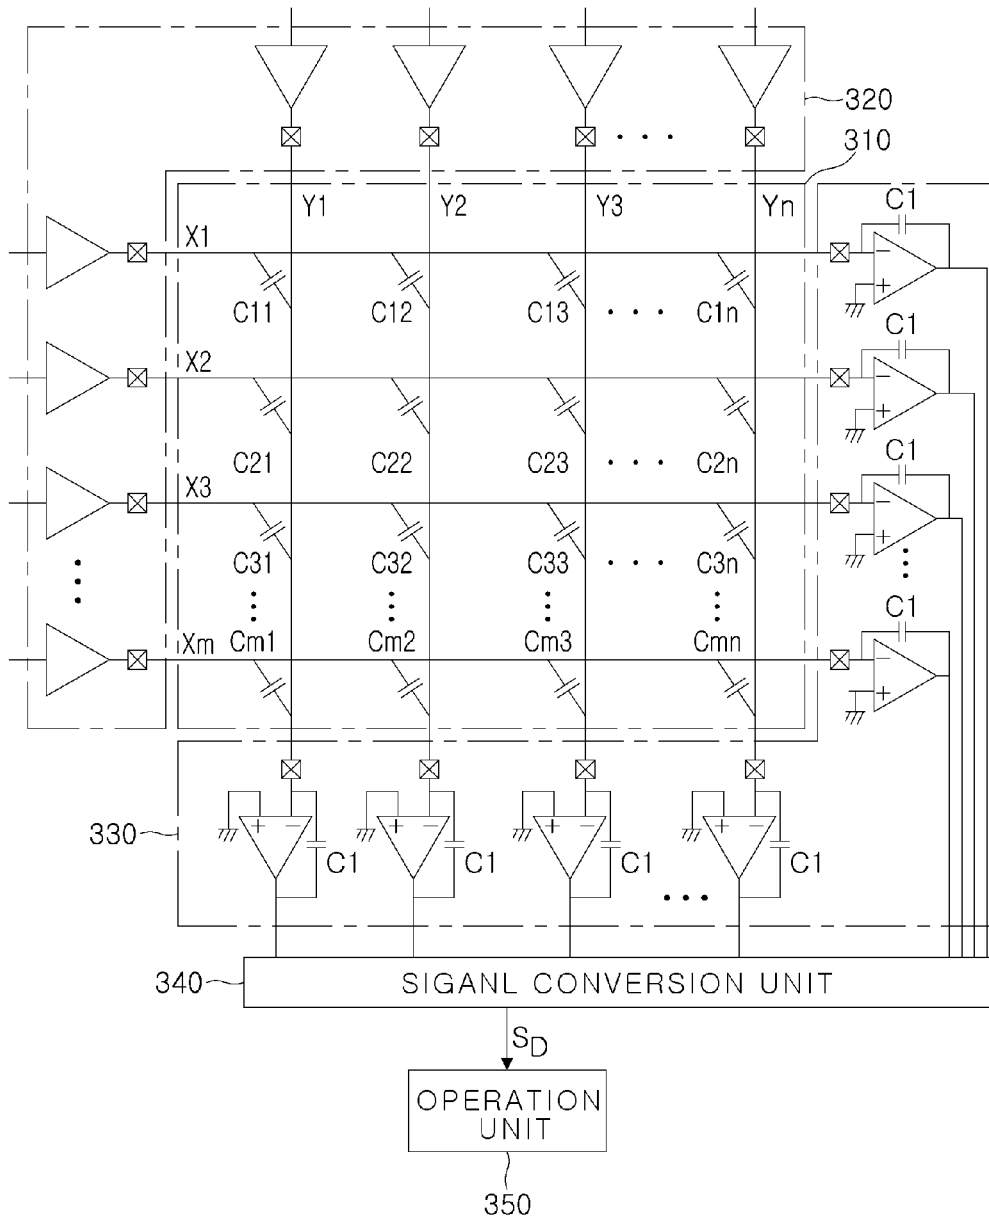 320
310
Y1 Y2 Y3 Yn
C1
X1
− +
C11 C12 C13 . . . C1n
C1
X2
− +
C21 C22 C23 . . . C2n
C1
X3
− +
C31 C32 C33 . . . C3n
C1
Xm Cm1 Cm2 Cm3 Cmn
− +
330
+ − + − + − + −
C1 C1 C1 C1
340
SIGANL CONVERSION UNIT
SD
OPERATION
UNIT
350